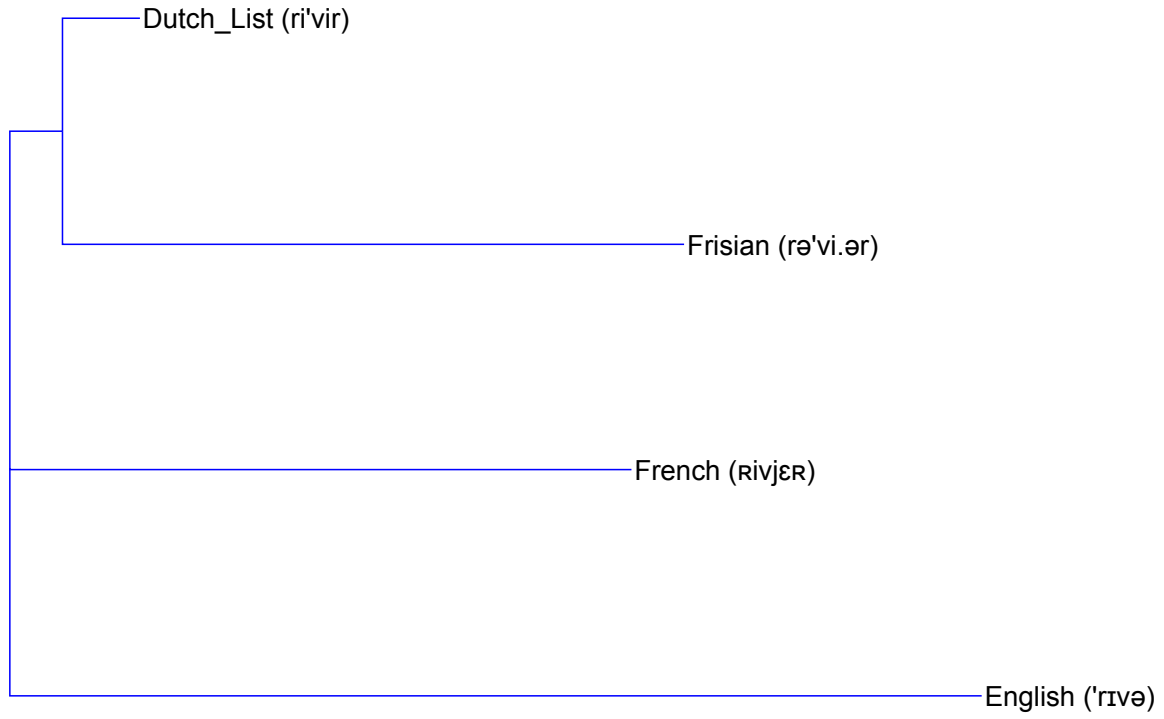 Dutch_List (ri'vir)
Frisian (rə'vi.ər)
French (ʀivjɛʀ)
English ('rɪvə)